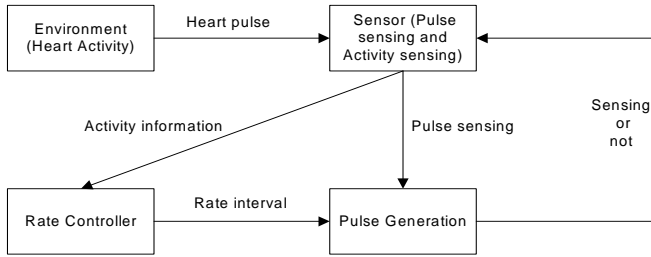 Environment
(Heart Activity)
Heart pulse
Sensor (Pulse
sensing and
Activity sensing)
Activity information
Pulse sensing
Sensing
or
not
Rate Controller
Rate interval
Pulse Generation